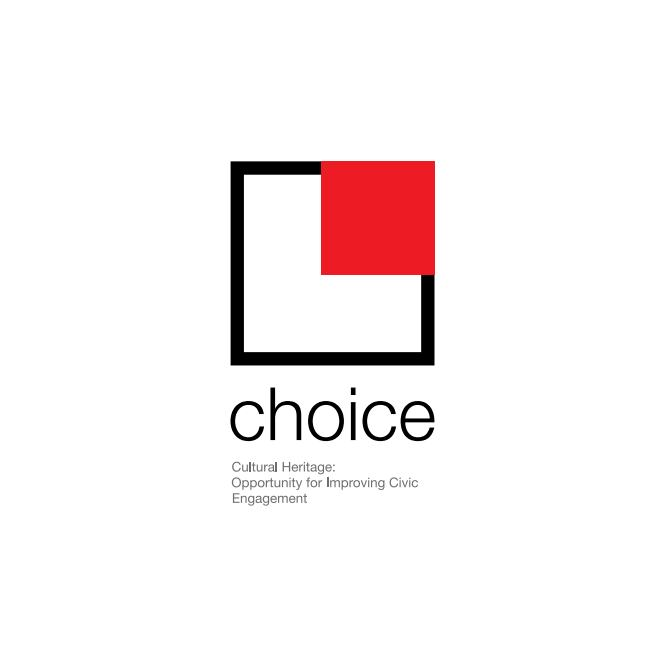 choice
Cultural Heritage:
Opportunity for Improving Civic
Engagement